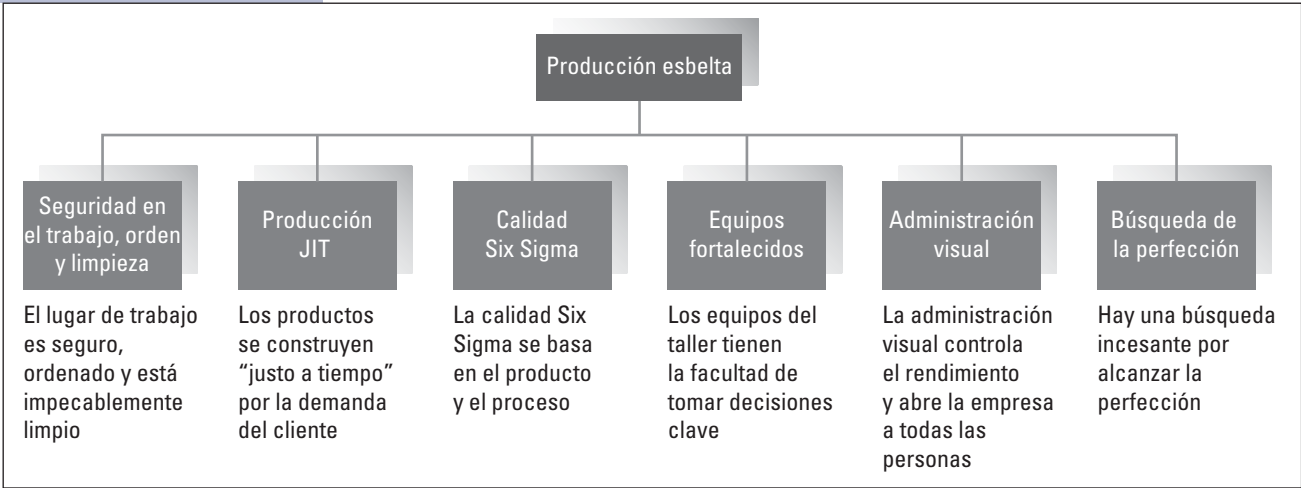 Producción esbelta
Seguridad en
el trabajo, orden
y limpieza
El lugar de trabajo
es seguro,
ordenado y está
impecablemente
limpio
Producción
JIT
Los productos
se construyen
“justo a tiempo”
por la demanda
del cliente
Calidad
Six Sigma
La calidad Six
Sigma se basa
en el producto
y el proceso
Equipos
fortalecidos
Los equipos del
taller tienen
la facultad de
tomar decisiones
clave
Administración
visual
La administración
visual controla
el rendimiento
y abre la empresa
a todas las
personas
Búsqueda de
la perfección
Hay una búsqueda
incesante por
alcanzar la
perfección